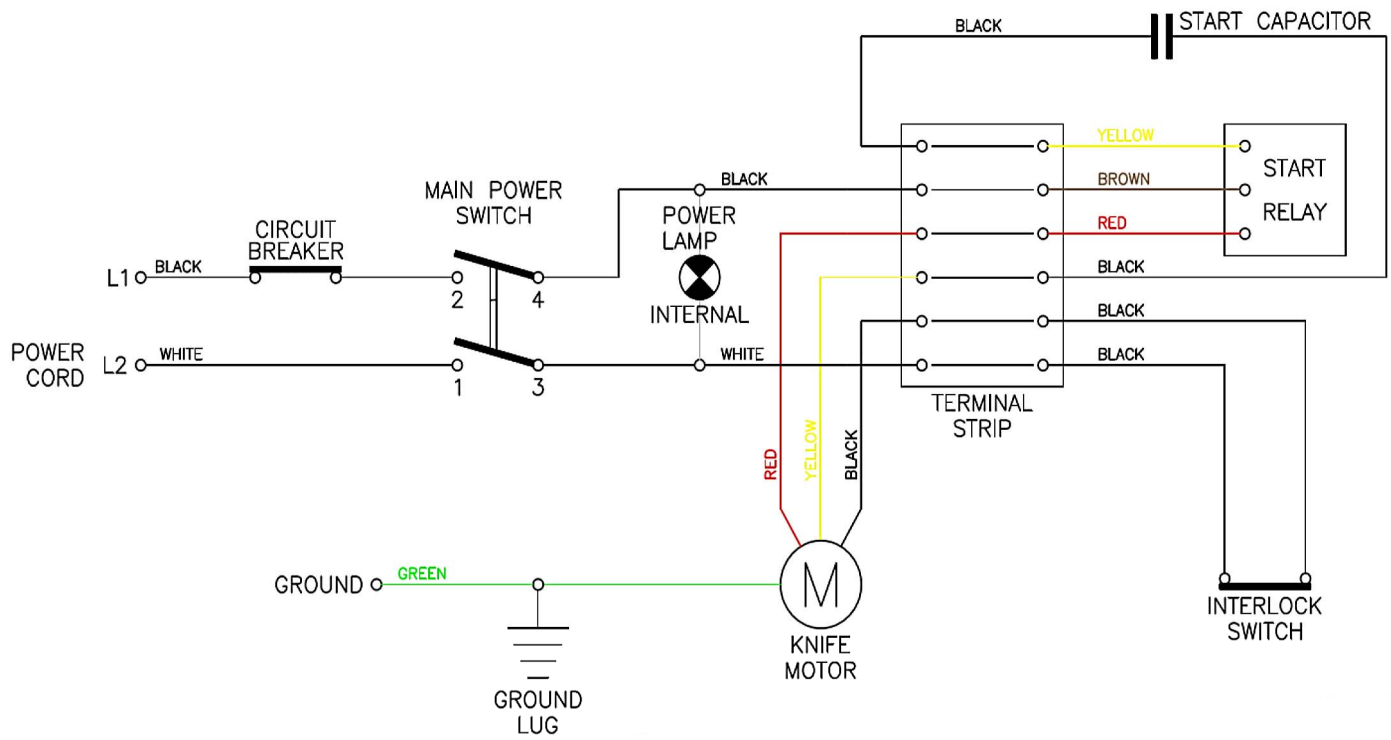 BLACK
START CAPACITOR
YELLOW
START
RELAY
BROWN
RED
BLACK
BLACK
BLACK
MAIN POWER
SWITCH
BLACK
POWER
LAMP
INTERNAL
CIRCUIT
BREAKER
L1
BLACK
2
4
POWER
CORD
L2
WHITE
1
3
WHITE
TERMINAL
STRIP
RED
YELLOW
BLACK
GROUND
GREEN
M
KNIFE
MOTOR
GROUND
LUG
INTERLOCK
SWITCH